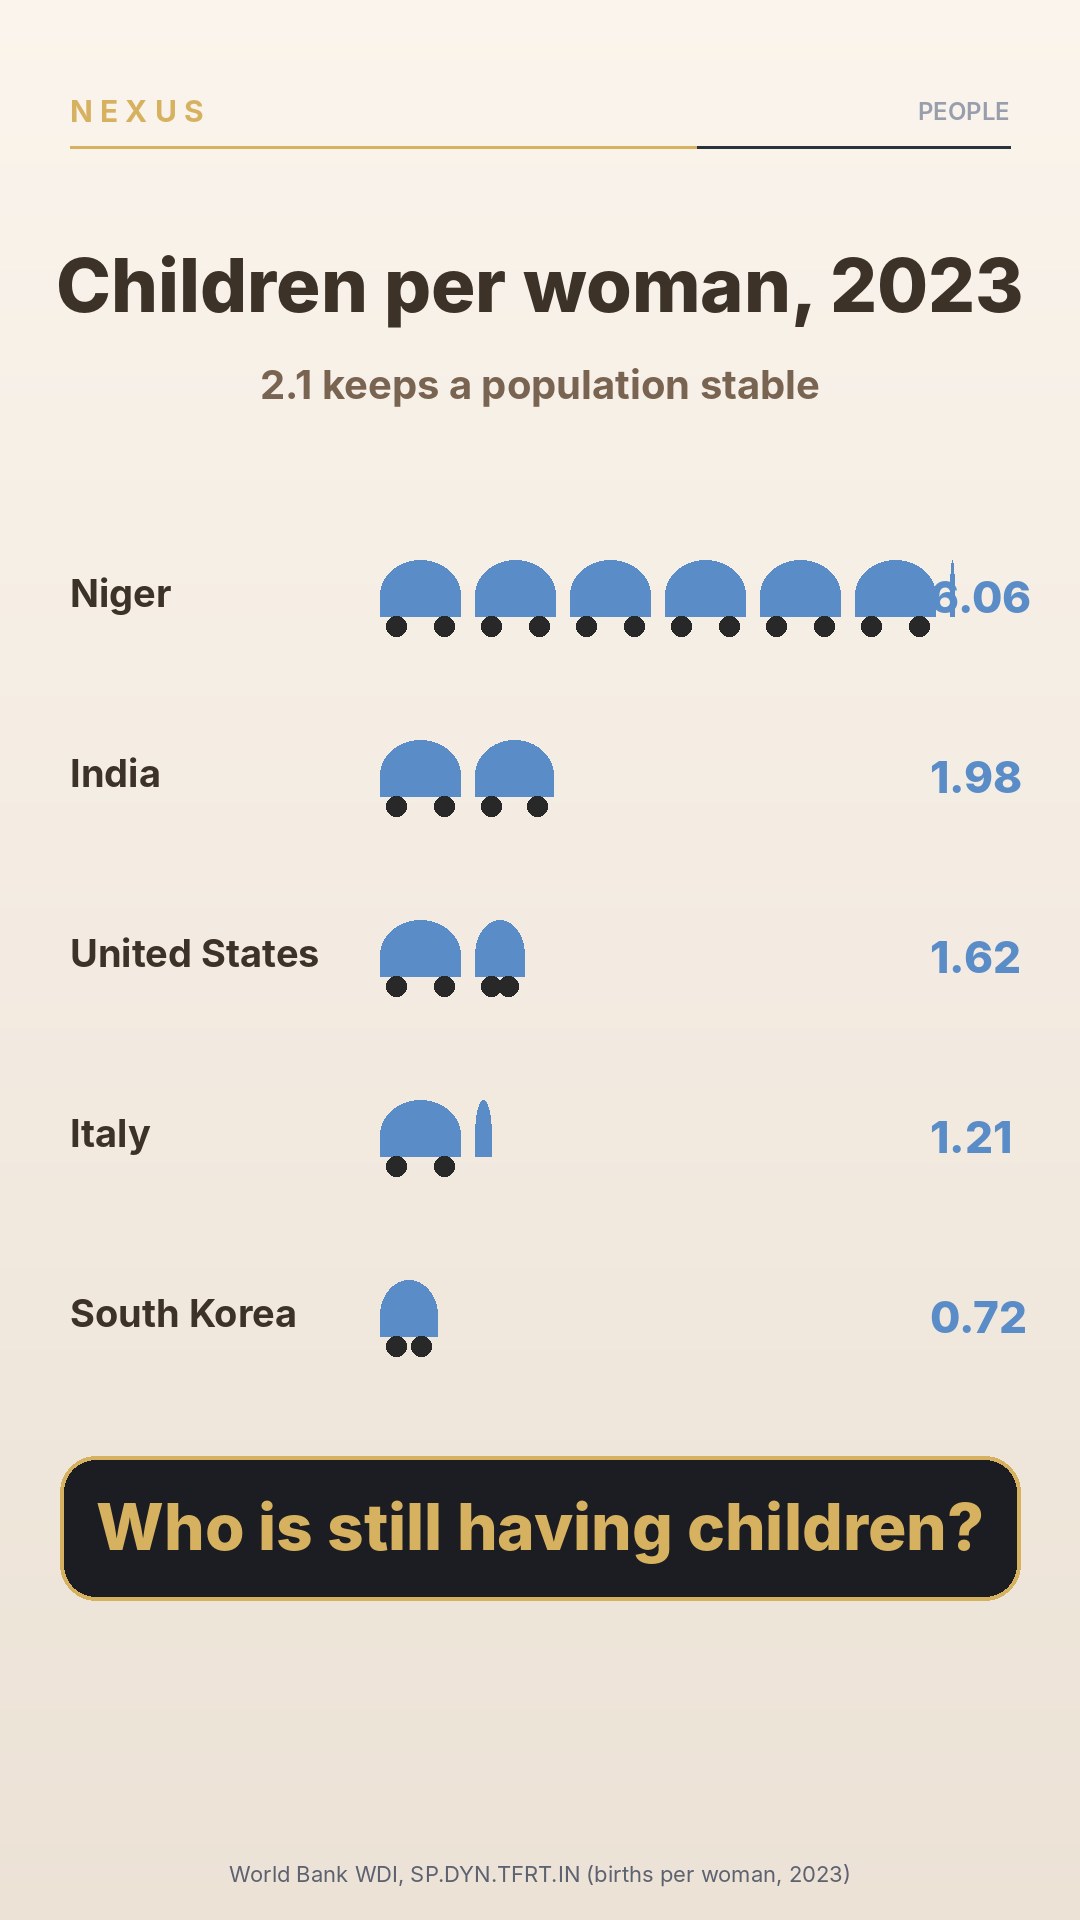 NEXUS
PEOPLE
Children per woman, 2023
2.1 keeps a population stable
Niger
6.06
India
1.98
United States
1.62
Italy
1.21
South Korea
0.72
Who is still having children?
World Bank WDI, SP.DYN.TFRT.IN (births per woman, 2023)